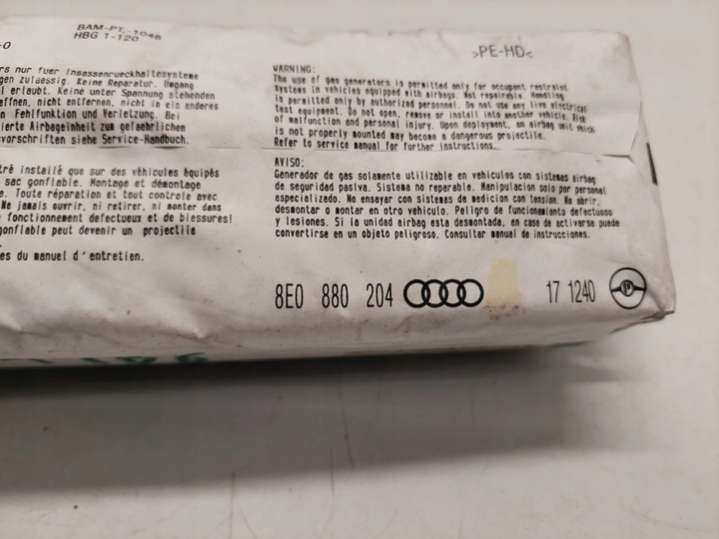 -0
BAM-PT.-1048
HBG 1-120
>PE-HD<
rs nur fuer Insassenrueckhaltesysteme
gen zulaessig. Keine Reparatur. Umgang
l erlaubt. Keine unter Spannung stehenden
effnen, nicht entfernen, nicht in ein anderes
n Fehlfunktion und Verletzung. Bei
ierte Airbageinheit zum gefaehrlichen
vorschriften siehe Service-Handbuch.
WARNING:
The use of gas generators is permitted only for occupant restraint
systems in vehicles equipped with airbags. Not repairable. Handling
is permitted only by authorized personnel. Do not use any live electrical
test equipment. Do not open, remove or install into another vehicle. Risk
of malfunction and personal injury. Upon deployment, an airbag unit which
is not properly mounted may become a dangerous projectile.
Refer to service manual for further instructions.
tré installé que sur des véhicules équipés
sac gonflable. Montage et démontage
e. Toute réparation et tout controle avec
Ne jamais ouvrir, ni retirer, ni monter dans
e fonctionnement defectueux et de blessures!
gonflable peut devenir un projectile
es du manuel d'entretien.
AVISO:
Generador de gas solamente utilizable en vehiculos con sistemas airbag
de seguridad pasiva. Sistema no reparable. Manipulacion solo por personal
especializado. No ensayar con sistemas de medicion con tension. No abrir,
desmontar o montar en otro vehiculo. Peligro de funcionamiento defectuoso
y lesiones. Si la unidad airbag esta desmontada, en caso de activarse puede
convertirse en un objeto peligroso. Consultar manual de instrucciones.
8E0 880 204 17 1240